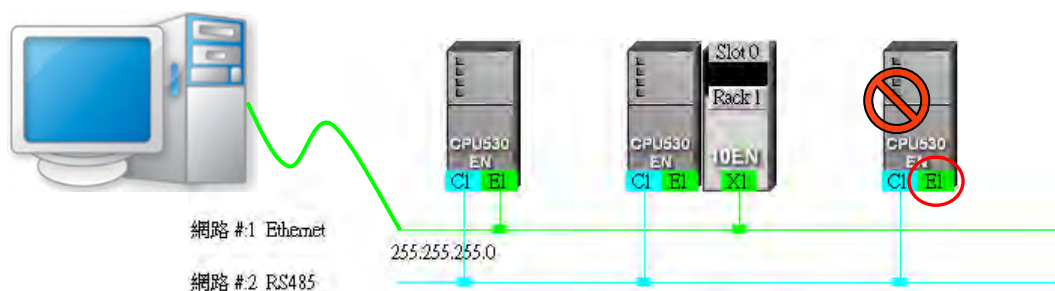 Slot 0
Rack 1
CPU530
EN
C1 E1
CPU530
EN
C1 E1
10EN
X1
CPU530
EN
C1 E1
網路 #:1 Ethernet
255.255.255.0
網路 #:2 RS485